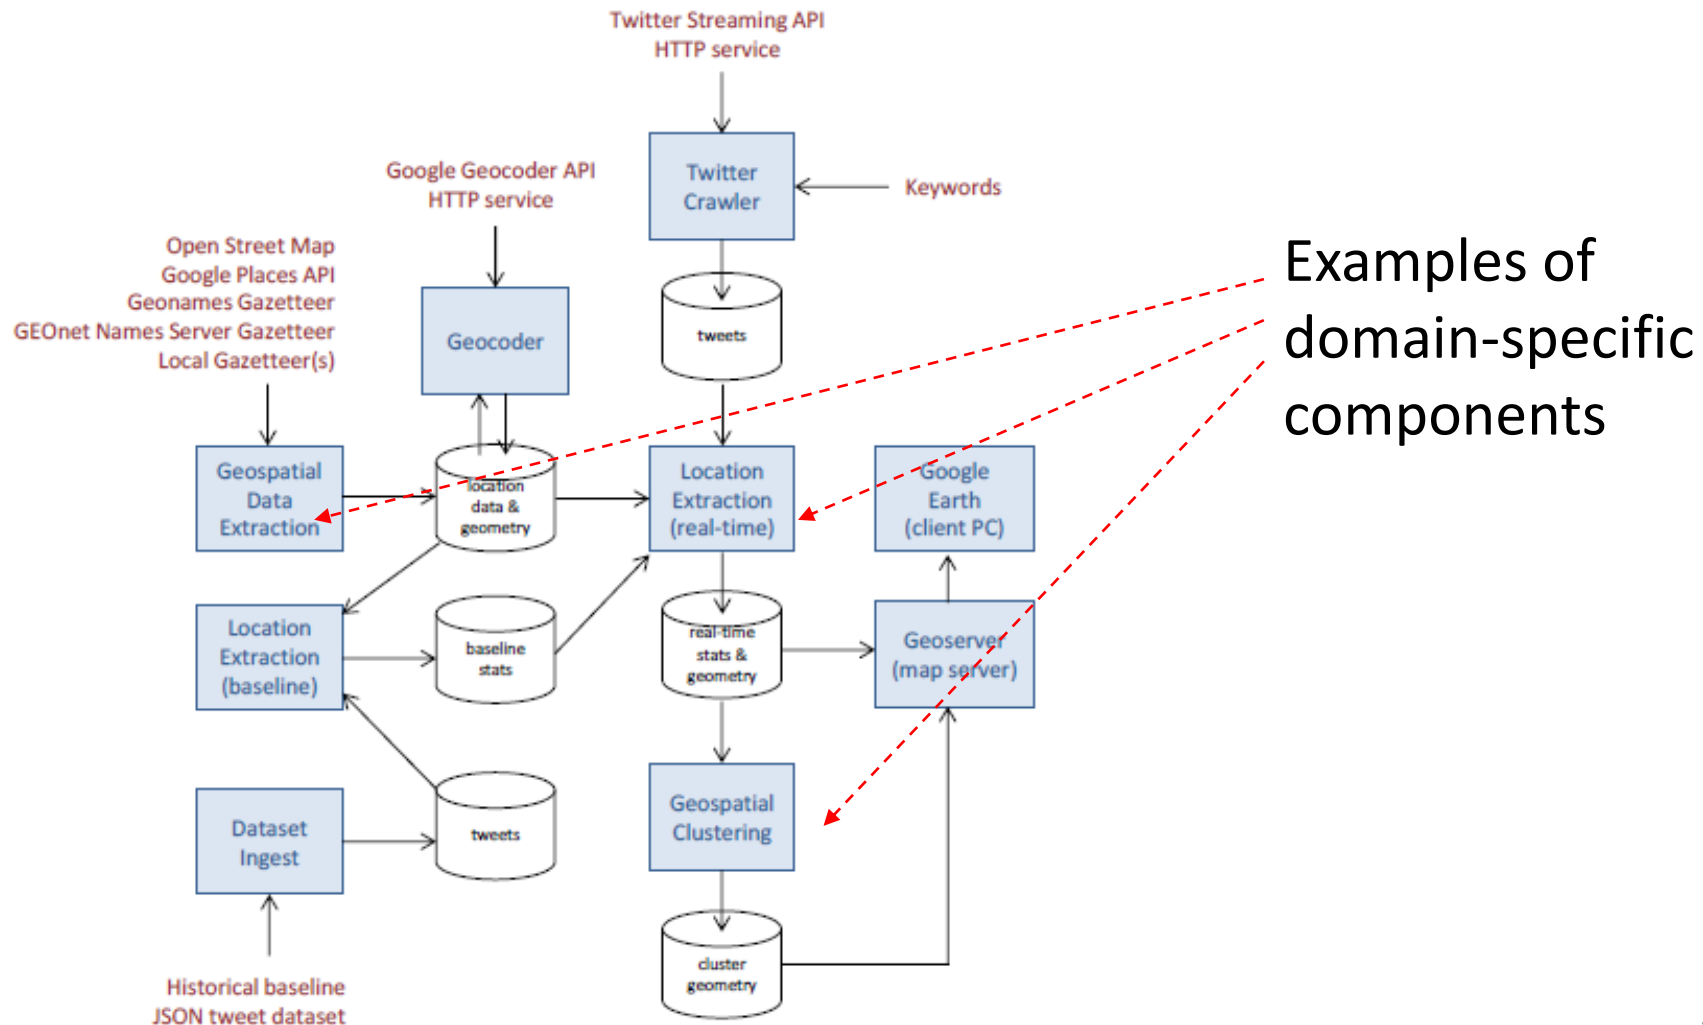 Twitter Streaming API
HTTP service
Twitter
Crawler
Keywords
Google Geocoder API
HTTP service
Open Street Map
Google Places API
Geonames Gazetteer
GEOnet Names Server Gazetteer
Local Gazetteer(s)
Geocoder
tweets
Examples of
domain-specific
components
Geospatial
Data
Extraction
location
data &
geometry
Location
Extraction
(real-time)
Google
Earth
(client PC)
Location
Extraction
(baseline)
baseline
stats
real-time
stats &
geometry
Geoserver
(map server)
Dataset
Ingest
tweets
Geospatial
Clustering
cluster
geometry
Historical baseline
JSON tweet dataset